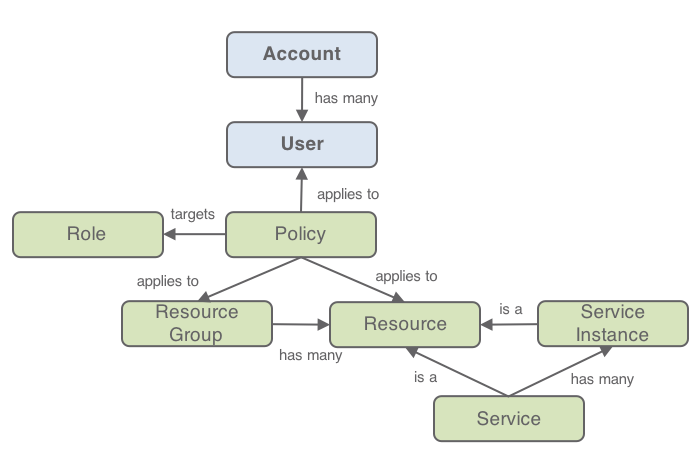 Account
has many
User
applies to
targets
Role
Policy
applies to
applies to
Resource
Group
has many
Resource
is a
Service
Instance
is a
has many
Service